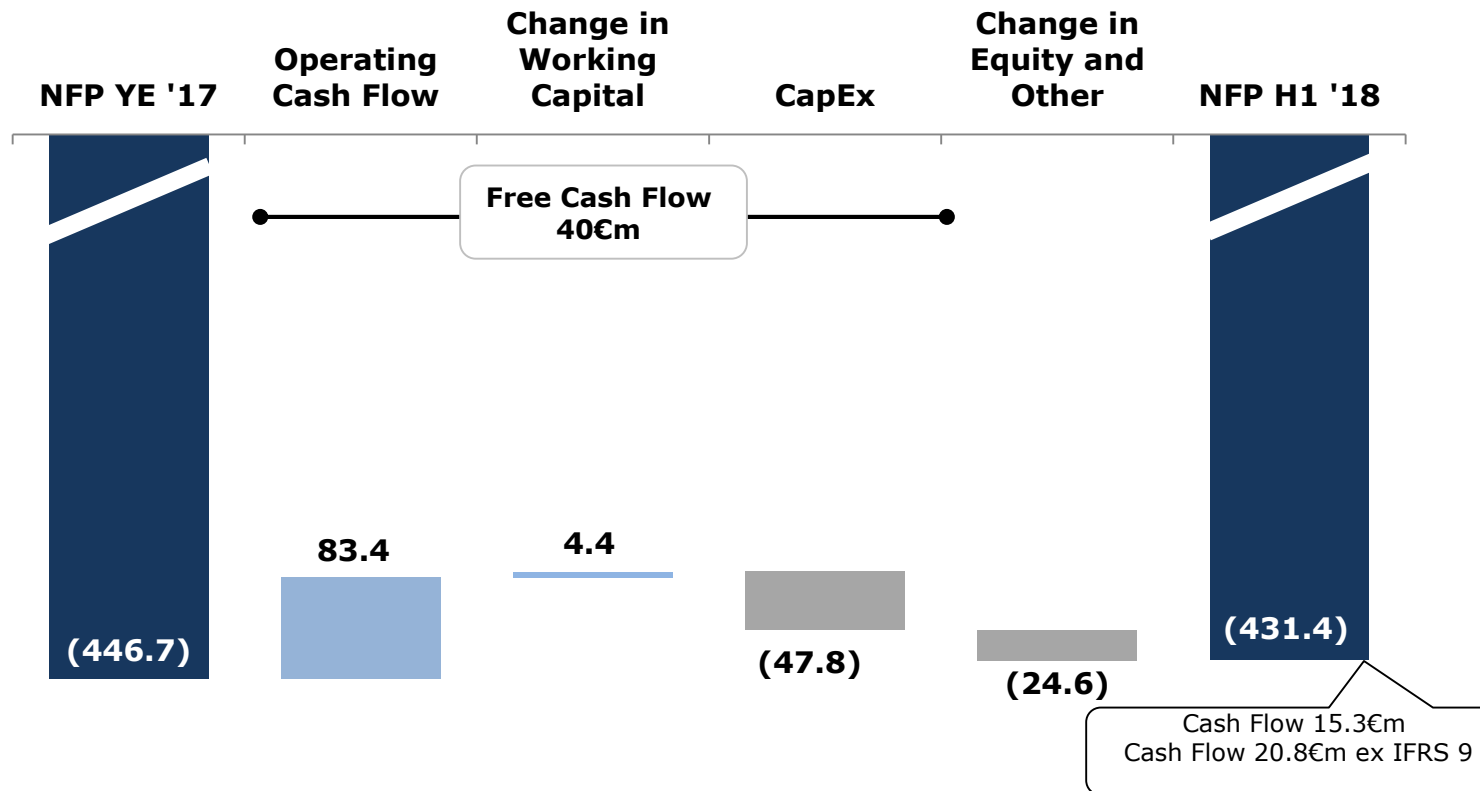 NFP YE '17
Operating
Cash Flow
Change in
Working
Capital
CapEx
Change in
Equity and
Other
NFP H1 '18
Free Cash Flow
40€m
83.4
4.4
(446.7)
(47.8)
(24.6)
(431.4)
Cash Flow 15.3€m
Cash Flow 20.8€m ex IFRS 9